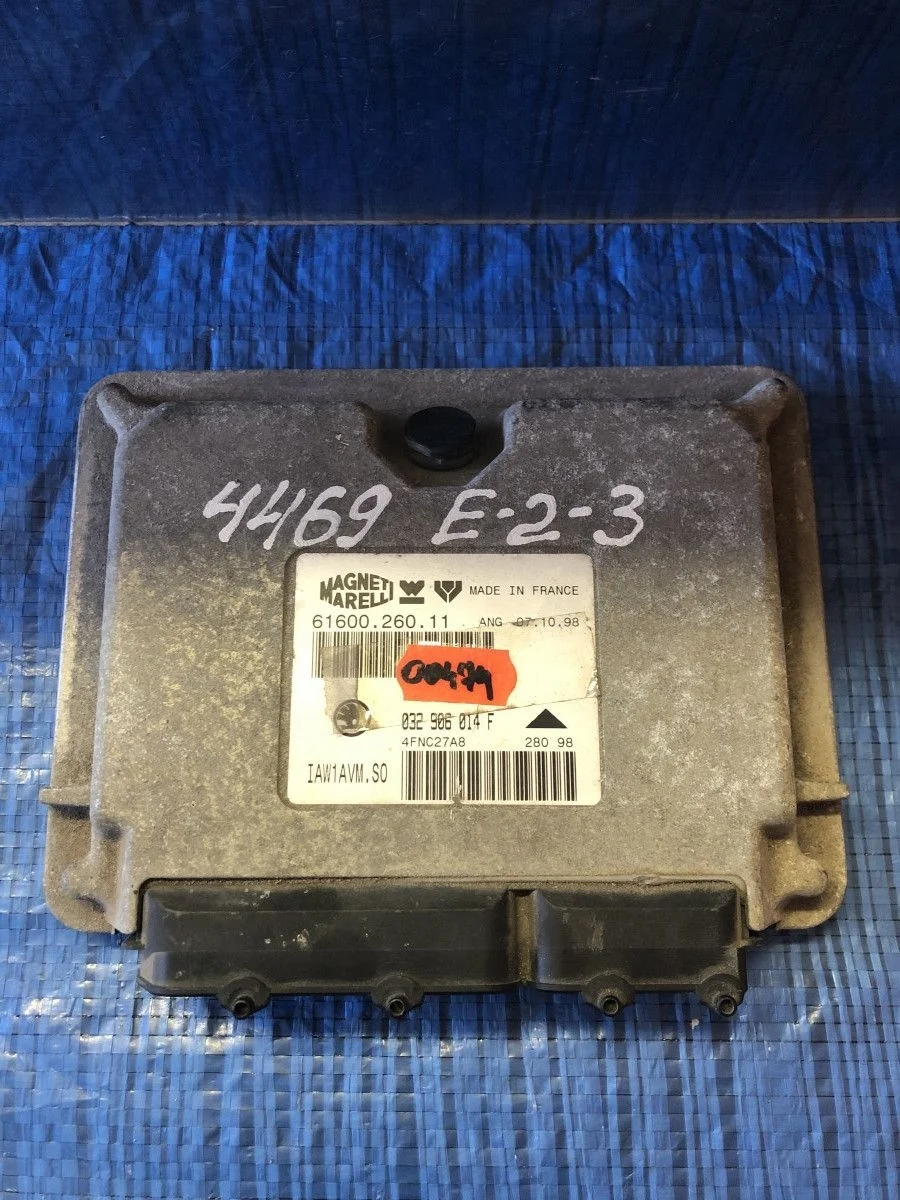 4469 E-2-3
MAGNETI MARELLI MADE IN FRANCE
61600.260.11 ANG 07.10.98
00479
032 906 014 F
4FNC27A8 280 98
IAW1AVM.SO